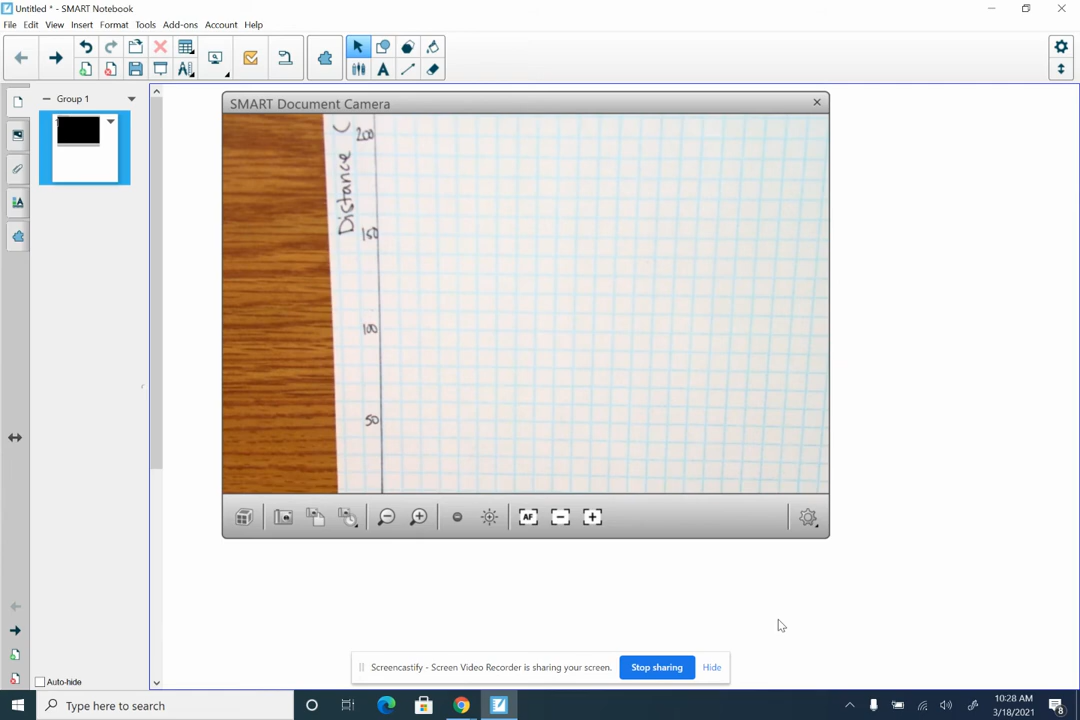 Untitled * - SMART Notebook
File Edit View Insert Format Tools Add-ons Account Help
Group 1
SMART Document Camera
Distance (
200
150
100
50
AF
Screencastify - Screen Video Recorder is sharing your screen. Stop sharing Hide
Auto-hide
Type here to search
10:28 AM
3/18/2021
8